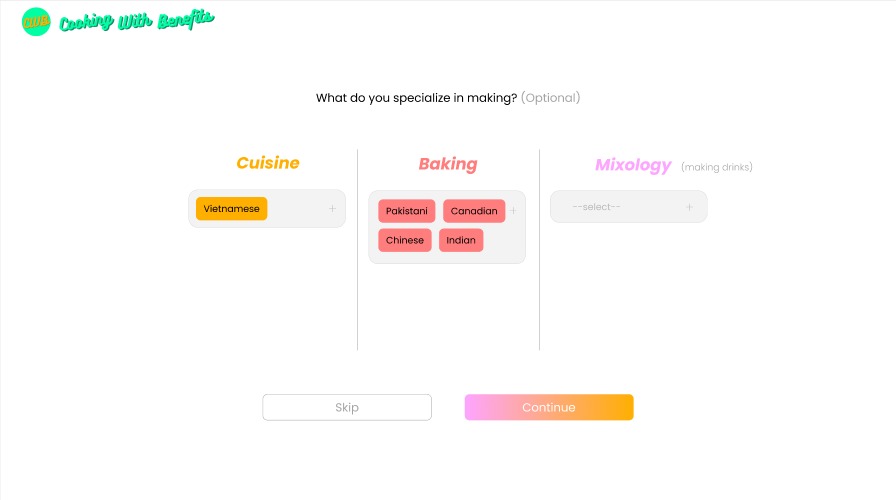 CWB Cooking With Benefits
What do you specialize in making? (Optional)
Cuisine
Vietnamese +
Baking
Pakistani Canadian +
Chinese Indian
Mixology (making drinks)
--select-- +
Skip Continue